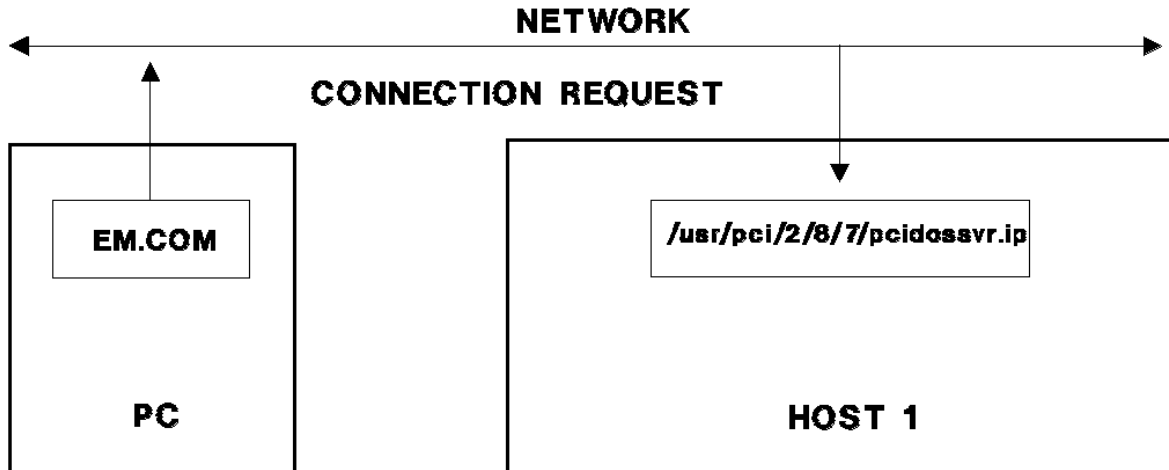 NETWORK
CONNECTION REQUEST
EM.COM
/usr/pci/2/8/7/pcidossvr.ip
PC
HOST 1